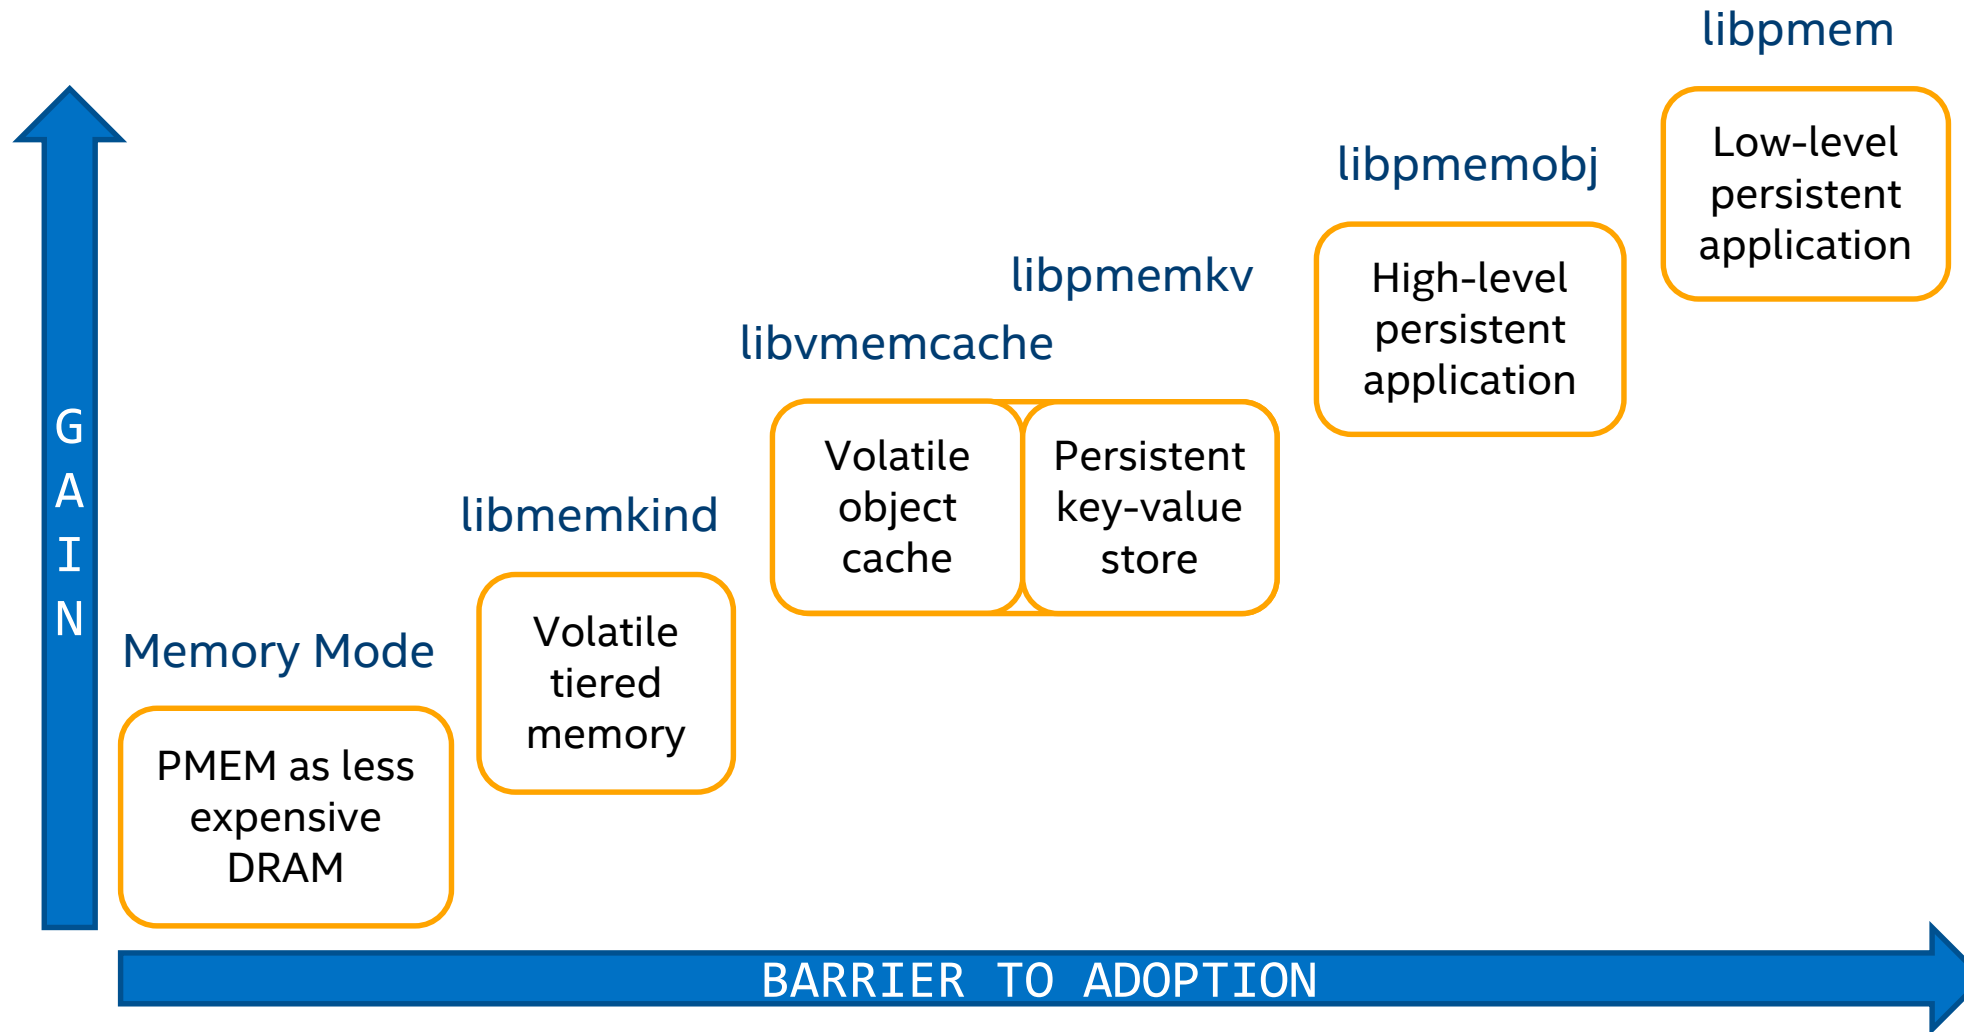 libpmem
Low-level
persistent
application
libpmemobj
High-level
persistent
application
libpmemkv
Persistent
key-value
store
libvmemcache
Volatile
object
cache
libmemkind
Volatile
tiered
memory
Memory Mode
PMEM as less
expensive
DRAM
G
A
I
N
BARRIER TO ADOPTION